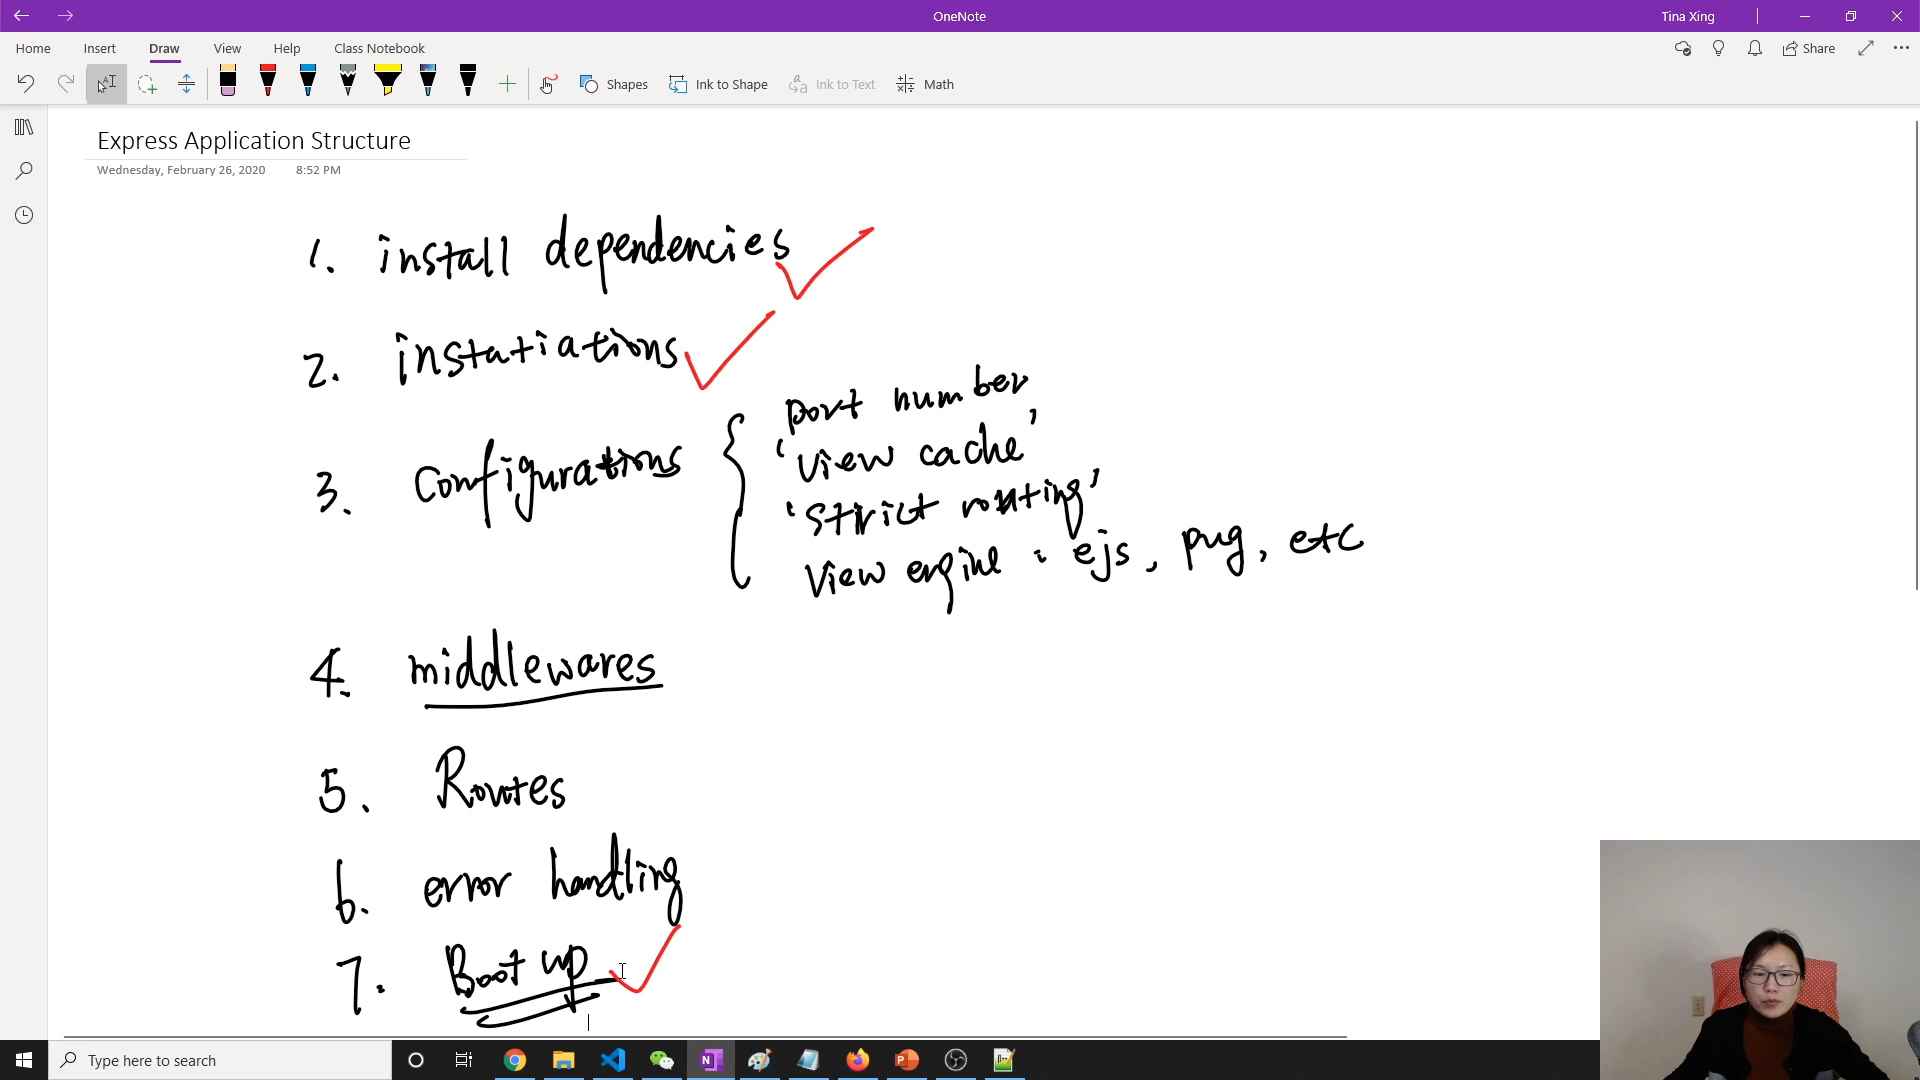 OneNote
Tina Xing
Home Insert Draw View Help Class Notebook
Share
Shapes Ink to Shape Ink to Text Math
Express Application Structure
Wednesday, February 26, 2020 8:52 PM
1. install dependencies
2. instatiations
3. Configurations
port number
'view cache'
'strict routing'
View engine : ejs, pug, etc
4. middlewares
5. Routes
6. error handling
7. Boot up
Type here to search